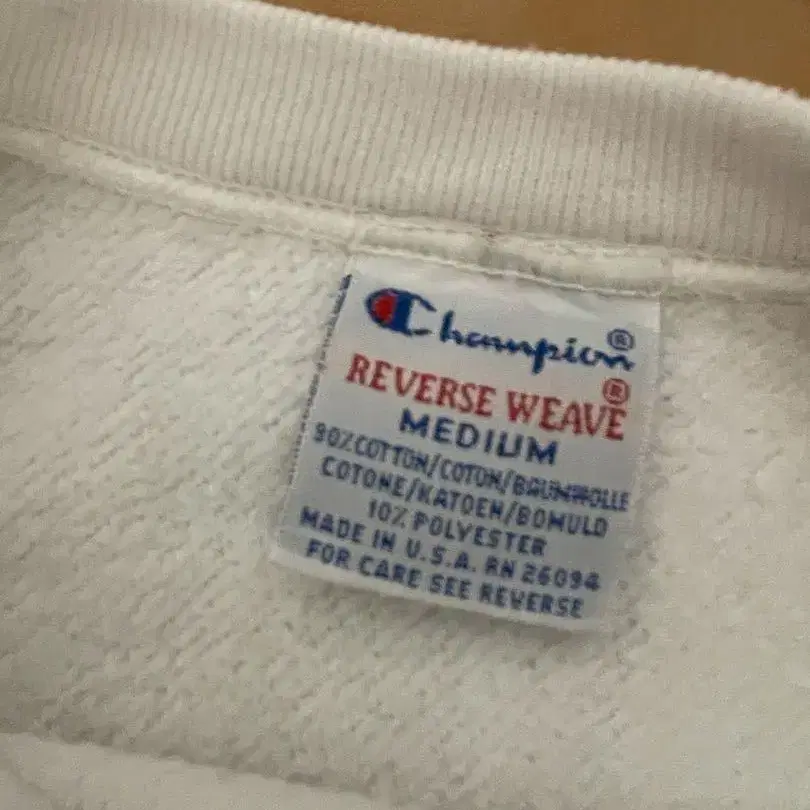 Champion®
REVERSE WEAVE®
MEDIUM
90% COTTON/COTON/BAUMWOLLE
COTONE/KATOEN/BOMULD
10% POLYESTER
MADE IN U.S.A. RN 26094
FOR CARE SEE REVERSE